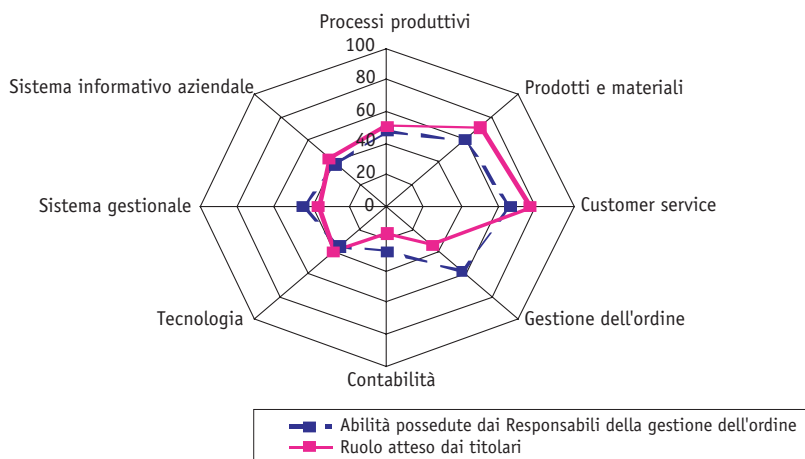 Processi produttivi
100
Sistema informativo aziendale
80
Prodotti e materiali
60
40
20
Sistema gestionale
0
Customer service
Tecnologia
Gestione dell'ordine
Contabilità
Abilità possedute dai Responsabili della gestione dell'ordine
Ruolo atteso dai titolari